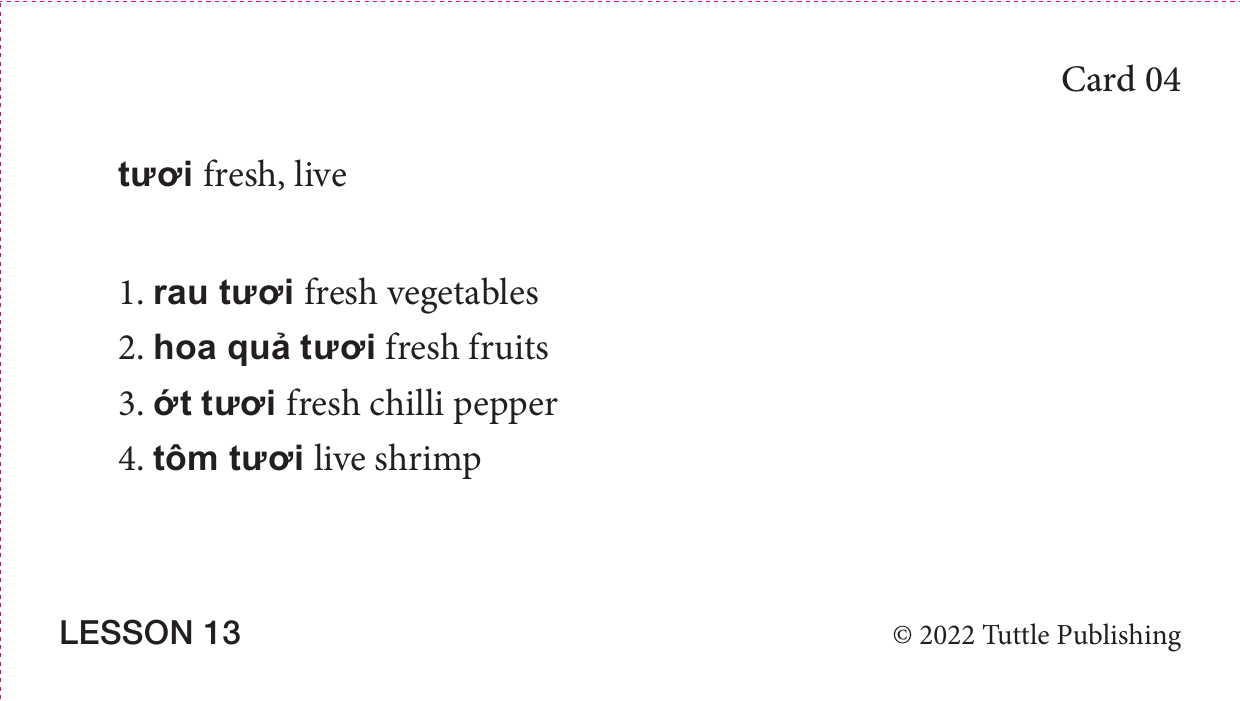 Card 04
tươi fresh, live
1. rau tươi fresh vegetables
2. hoa quả tươi fresh fruits
3. ớt tươi fresh chilli pepper
4. tôm tươi live shrimp
LESSON 13
© 2022 Tuttle Publishing